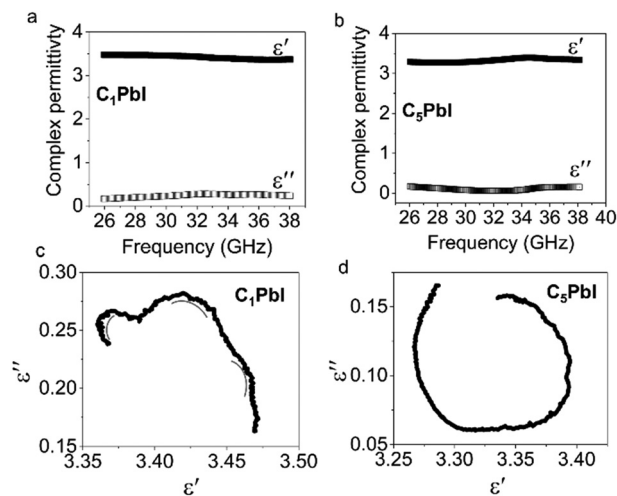 a
Complex permittivty
4
3
2
1
0
ε′
C₁PbI
ε′′
26 28 30 32 34 36 38
Frequency (GHz)
b
Complex permittivty
4
3
2
1
0
ε′
C₅PbI
ε′′
26 28 30 32 34 36 38 40
Frequency (GHz)
c
ε′′
0.30
0.25
0.20
0.15
C₁PbI
3.35 3.40 3.45 3.50
ε′
d
ε′′
0.15
0.10
0.05
C₅PbI
3.25 3.30 3.35 3.40
ε′